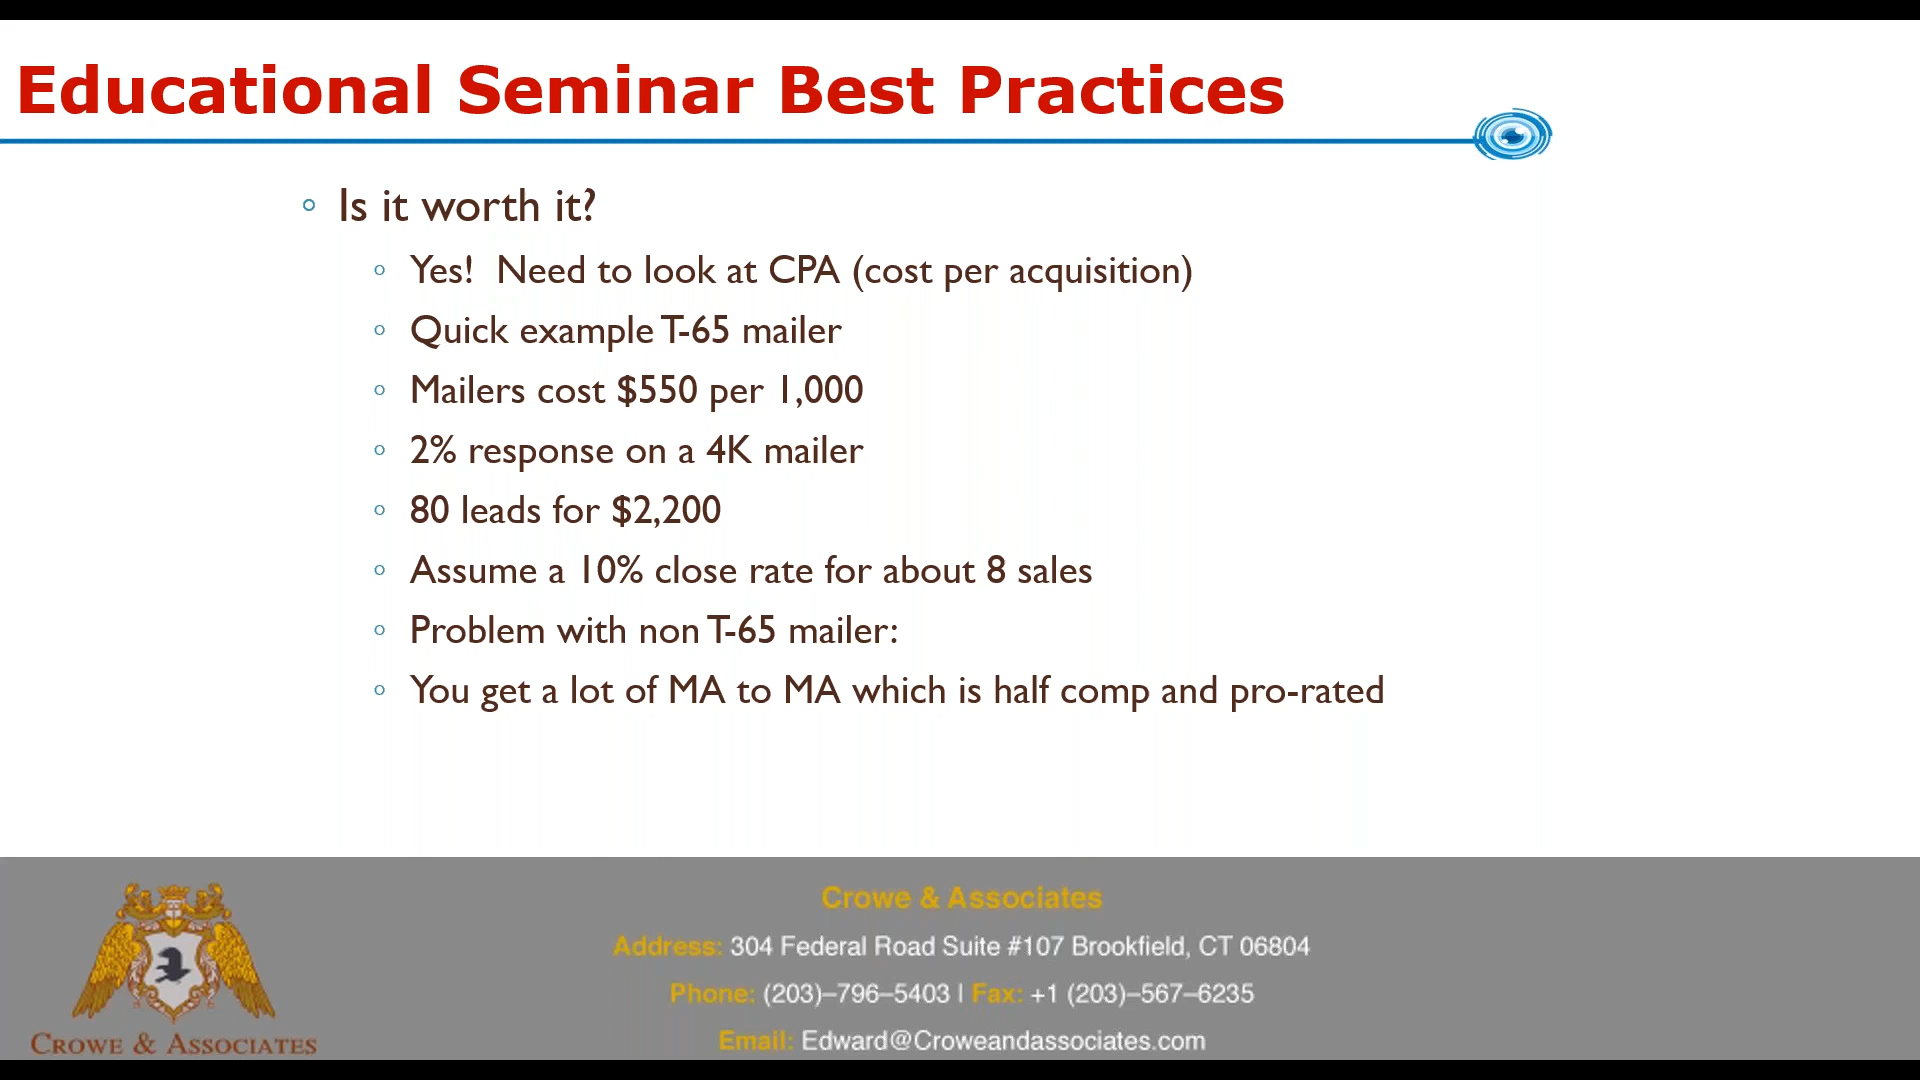 Educational Seminar Best Practices
Is it worth it?
Yes! Need to look at CPA (cost per acquisition)
Quick example T-65 mailer
Mailers cost $550 per 1,000
2% response on a 4K mailer
80 leads for $2,200
Assume a 10% close rate for about 8 sales
Problem with non T-65 mailer:
You get a lot of MA to MA which is half comp and pro-rated
Crowe & Associates
Address: 304 Federal Road Suite #107 Brookfield, CT 06804
Phone: (203)–796–5403 | Fax: +1 (203)–567–6235
Email: Edward@Croweandassociates.com
Crowe & Associates